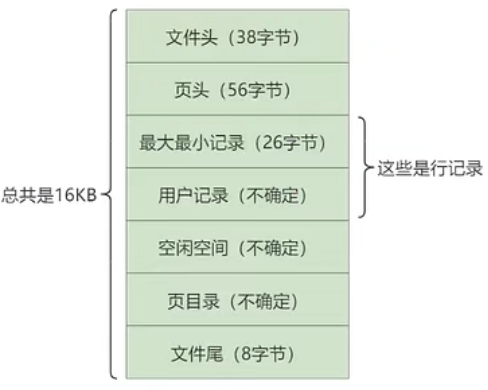 文件头（38字节）
页头（56字节）
最大最小记录（26字节）
这些是行记录
总共是16KB
用户记录（不确定）
空闲空间（不确定）
页目录（不确定）
文件尾（8字节）